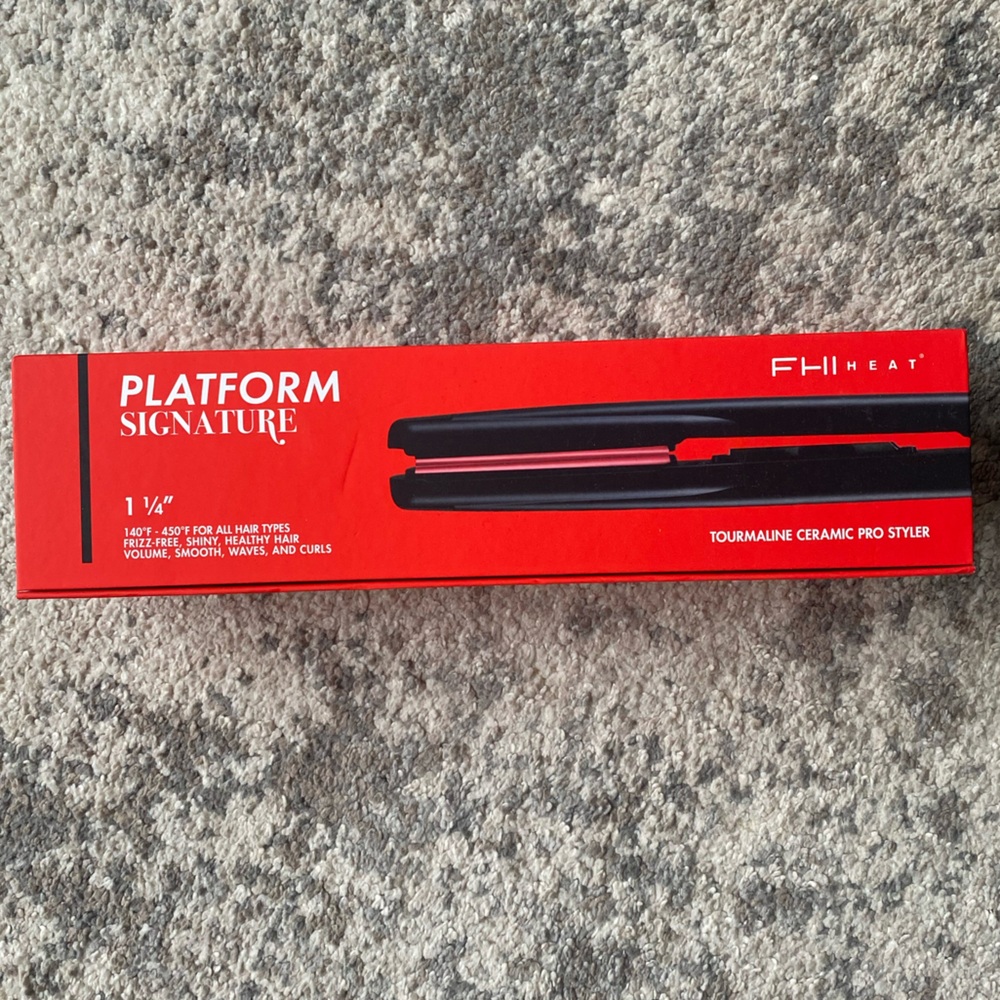 PLATFORM
SIGNATURE
FHI HEAT®
1 ¼"
140°F - 450°F FOR ALL HAIR TYPES
FRIZZ-FREE, SHINY, HEALTHY HAIR
VOLUME, SMOOTH, WAVES, AND CURLS
TOURMALINE CERAMIC PRO STYLER